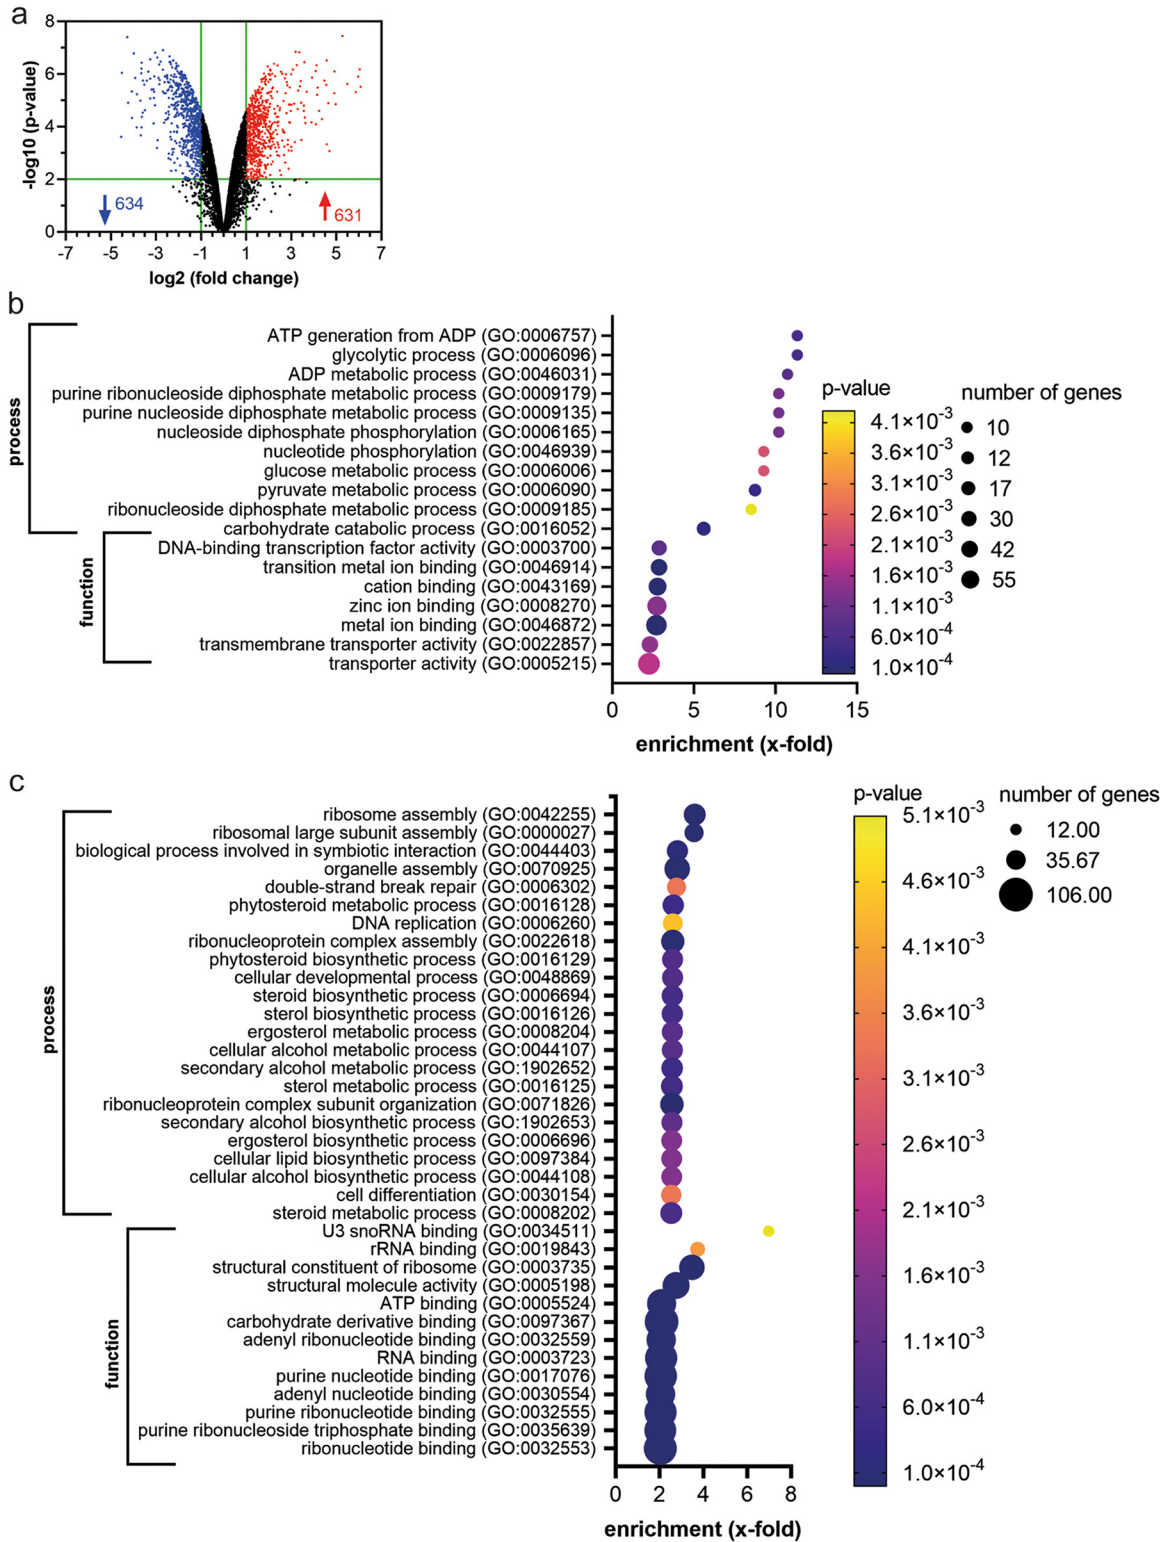 a
8
6
4
2
0
-log10 (p-value)
634
631
-7 -5 -3 -1 1 3 5 7
log2 (fold change)
b
process
function
ATP generation from ADP (GO:0006757)
glycolytic process (GO:0006096)
ADP metabolic process (GO:0046031)
purine ribonucleoside diphosphate metabolic process (GO:0009179)
purine nucleoside diphosphate metabolic process (GO:0009135)
nucleoside diphosphate phosphorylation (GO:0006165)
nucleotide phosphorylation (GO:0046939)
glucose metabolic process (GO:0006006)
pyruvate metabolic process (GO:0006090)
ribonucleoside diphosphate metabolic process (GO:0009185)
carbohydrate catabolic process (GO:0016052)
DNA-binding transcription factor activity (GO:0003700)
transition metal ion binding (GO:0046914)
cation binding (GO:0043169)
zinc ion binding (GO:0008270)
metal ion binding (GO:0046872)
transmembrane transporter activity (GO:0022857)
transporter activity (GO:0005215)
0 5 10 15
enrichment (x-fold)
p-value
4.1×10⁻³
3.6×10⁻³
3.1×10⁻³
2.6×10⁻³
2.1×10⁻³
1.6×10⁻³
1.1×10⁻³
6.0×10⁻⁴
1.0×10⁻⁴
number of genes
10
12
17
30
42
55
c
process
function
ribosome assembly (GO:0042255)
ribosomal large subunit assembly (GO:0000027)
biological process involved in symbiotic interaction (GO:0044403)
organelle assembly (GO:0070925)
double-strand break repair (GO:0006302)
phytosteroid metabolic process (GO:0016128)
DNA replication (GO:0006260)
ribonucleoprotein complex assembly (GO:0022618)
phytosteroid biosynthetic process (GO:0016129)
cellular developmental process (GO:0048869)
steroid biosynthetic process (GO:0006694)
sterol biosynthetic process (GO:0016126)
ergosterol metabolic process (GO:0008204)
cellular alcohol metabolic process (GO:0044107)
secondary alcohol metabolic process (GO:1902652)
sterol metabolic process (GO:0016125)
ribonucleoprotein complex subunit organization (GO:0071826)
secondary alcohol biosynthetic process (GO:1902653)
ergosterol biosynthetic process (GO:0006696)
cellular lipid biosynthetic process (GO:0097384)
cellular alcohol biosynthetic process (GO:0044108)
cell differentiation (GO:0030154)
steroid metabolic process (GO:0008202)
U3 snoRNA binding (GO:0034511)
rRNA binding (GO:0019843)
structural constituent of ribosome (GO:0003735)
structural molecule activity (GO:0005198)
ATP binding (GO:0005524)
carbohydrate derivative binding (GO:0097367)
adenyl ribonucleotide binding (GO:0032559)
RNA binding (GO:0003723)
purine nucleotide binding (GO:0017076)
adenyl nucleotide binding (GO:0030554)
purine ribonucleotide binding (GO:0032555)
purine ribonucleoside triphosphate binding (GO:0035639)
ribonucleotide binding (GO:0032553)
0 2 4 6 8
enrichment (x-fold)
p-value
5.1×10⁻³
4.6×10⁻³
4.1×10⁻³
3.6×10⁻³
3.1×10⁻³
2.6×10⁻³
2.1×10⁻³
1.6×10⁻³
1.1×10⁻³
6.0×10⁻⁴
1.0×10⁻⁴
number of genes
12.00
35.67
106.00